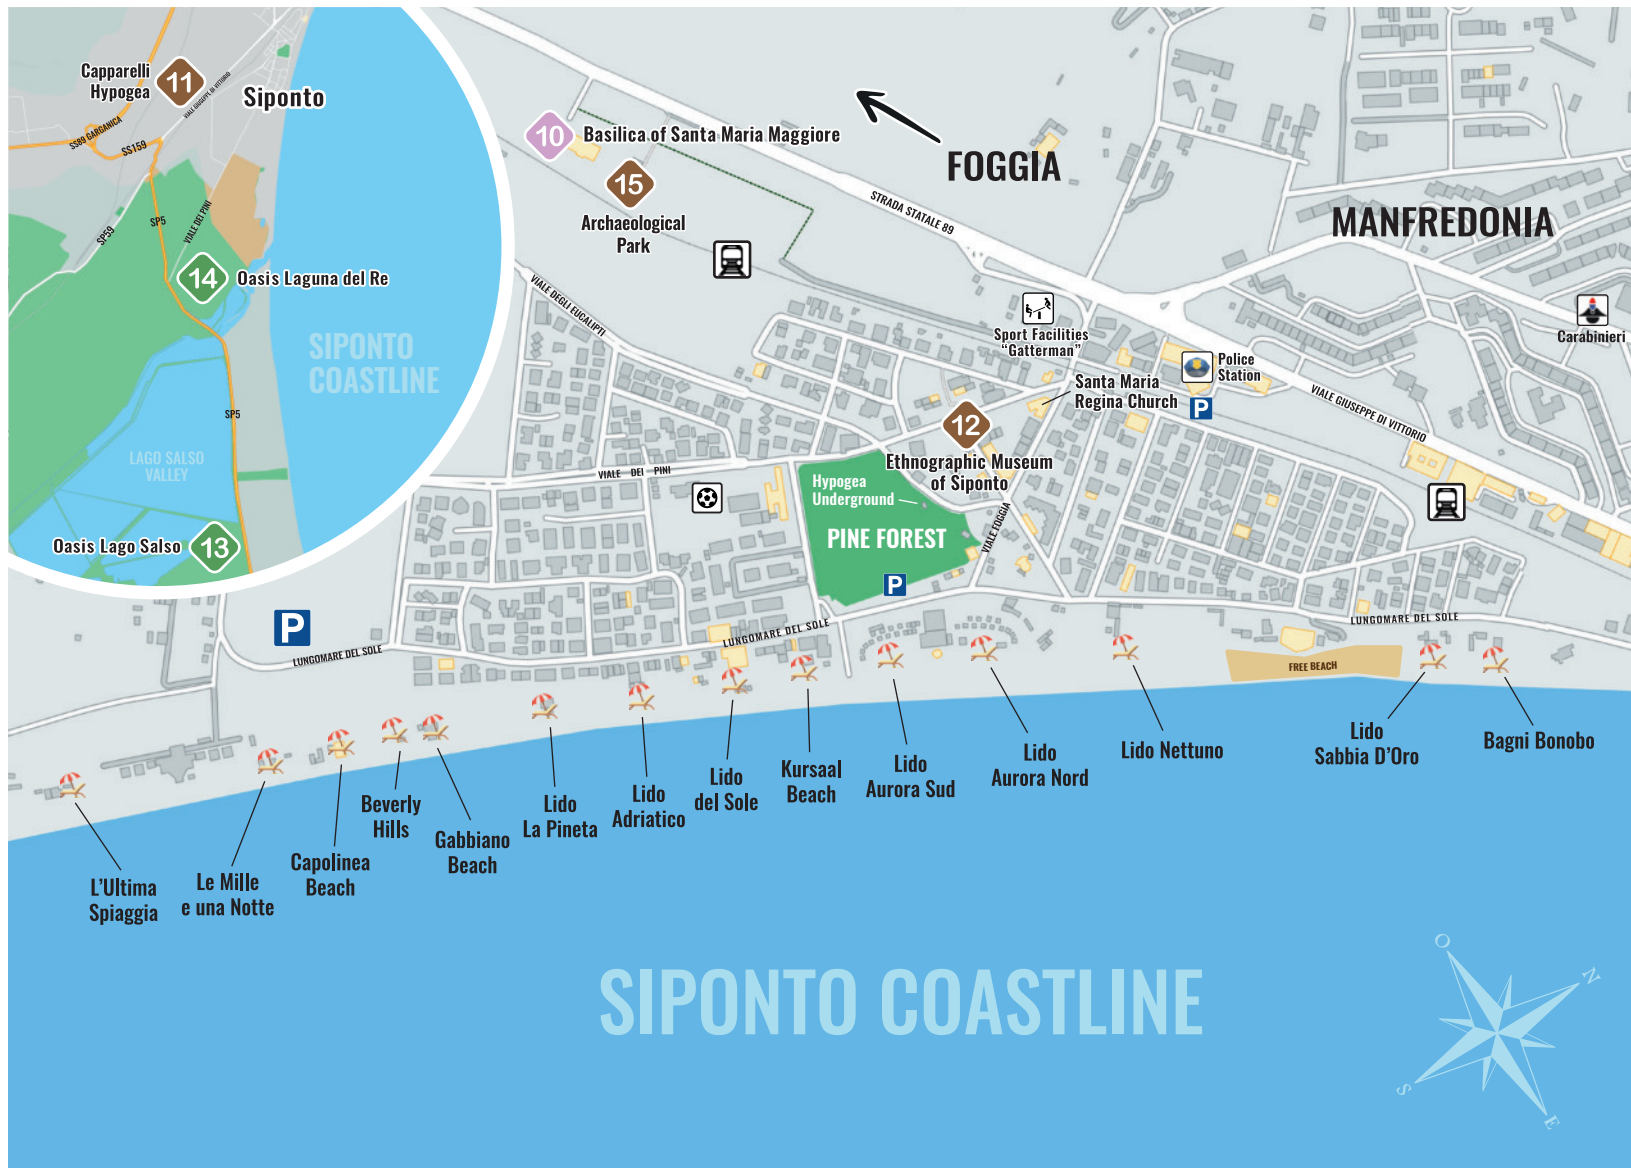 Capparelli
Hypogea
11
Siponto
VIALE GIUSEPPE DI VITTORIO
SS89 GARGANICA
SS159
SP59
SP5
VIALE DEI PINI
14
Oasis Laguna del Re
SIPONTO
COASTLINE
SP5
LAGO SALSO
VALLEY
Oasis Lago Salso
13
10
Basilica of Santa Maria Maggiore
15
Archaeological
Park
FOGGIA
STRADA STATALE 89
MANFREDONIA
VIALE DEGLI EUCALIPTI
Sport Facilities
"Gatterman"
Police
Station
Carabinieri
Santa Maria
Regina Church
P
VIALE GIUSEPPE DI VITTORIO
12
Ethnographic Museum
of Siponto
VIALE DEI PINI
Hypogea
Underground
PINE FOREST
VIALE FOGGIA
P
P
LUNGOMARE DEL SOLE
LUNGOMARE DEL SOLE
LUNGOMARE DEL SOLE
FREE BEACH
L'Ultima
Spiaggia
Le Mille
e una Notte
Capolinea
Beach
Beverly
Hills
Gabbiano
Beach
Lido
La Pineta
Lido
Adriatico
Lido
del Sole
Kursaal
Beach
Lido
Aurora Sud
Lido
Aurora Nord
Lido Nettuno
Lido
Sabbia D'Oro
Bagni Bonobo
SIPONTO COASTLINE
O
N
S
E